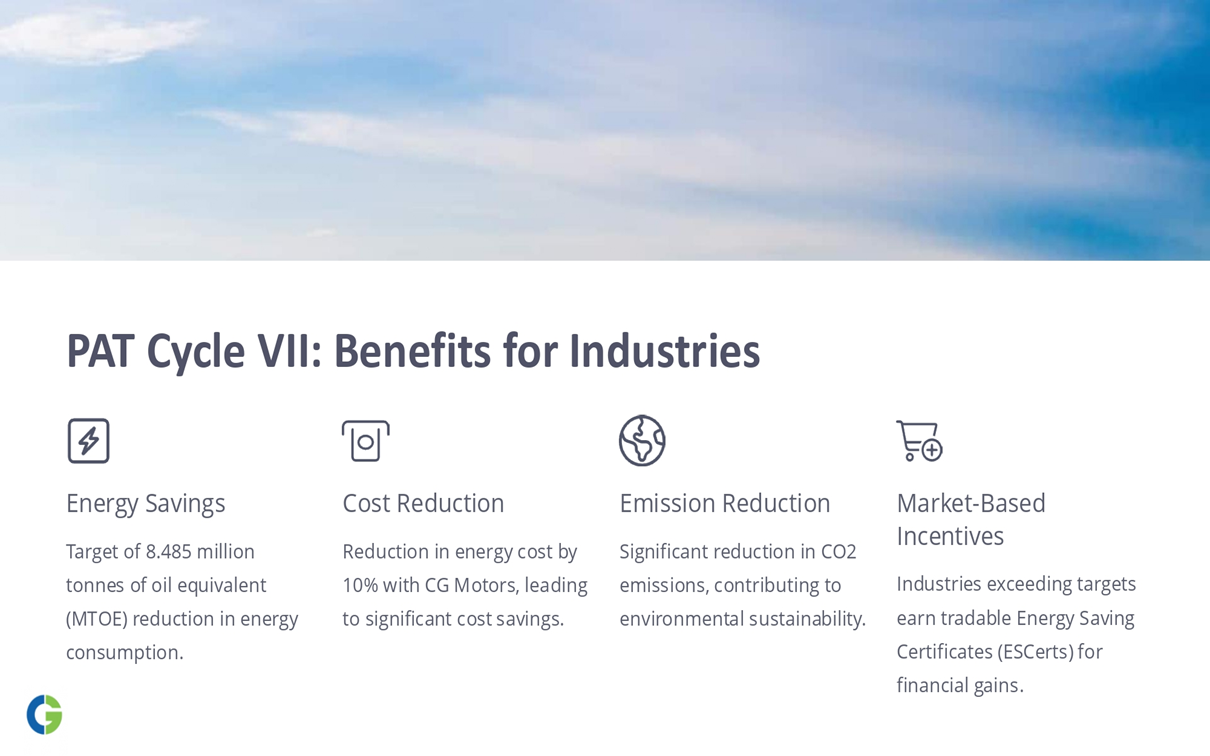 PAT Cycle VII: Benefits for Industries
Energy Savings
Target of 8.485 million
tonnes of oil equivalent
(MTOE) reduction in energy
consumption.
Cost Reduction
Reduction in energy cost by
10% with CG Motors, leading
to significant cost savings.
Emission Reduction
Significant reduction in CO2
emissions, contributing to
environmental sustainability.
Market-Based
Incentives
Industries exceeding targets
earn tradable Energy Saving
Certificates (ESCerts) for
financial gains.